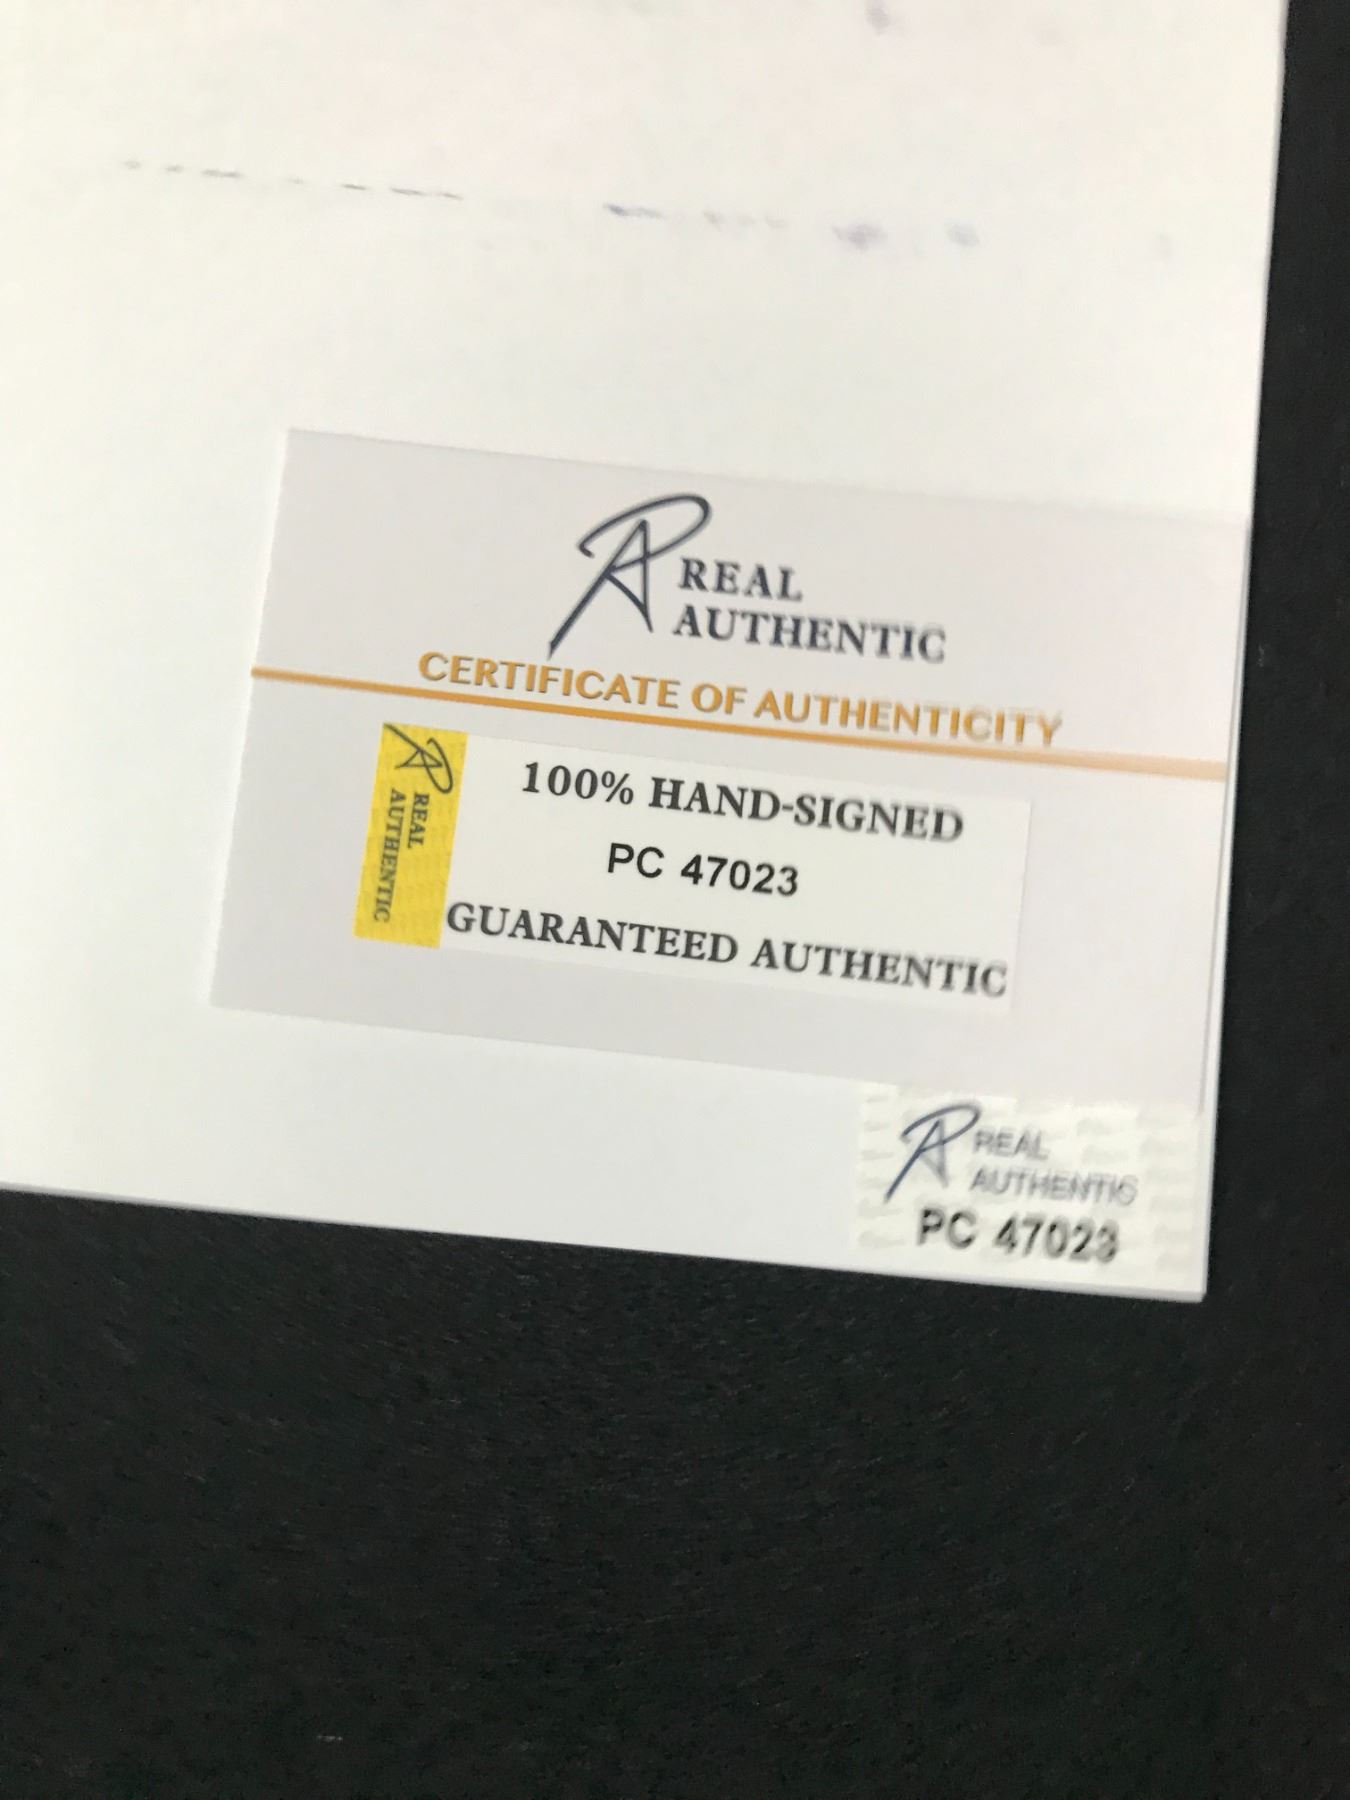 REAL
AUTHENTIC
CERTIFICATE OF AUTHENTICITY
REAL
AUTHENTIC
100% HAND-SIGNED
PC 47023
GUARANTEED AUTHENTIC
REAL
AUTHENTIC
PC 47023